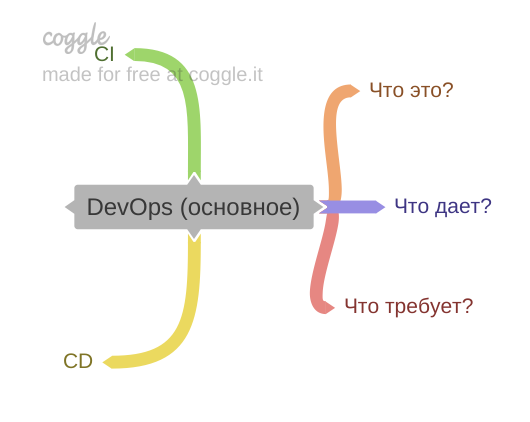 coggle
CI
made for free at coggle.it
Что это?
DevOps (основное)
Что дает?
Что требует?
CD